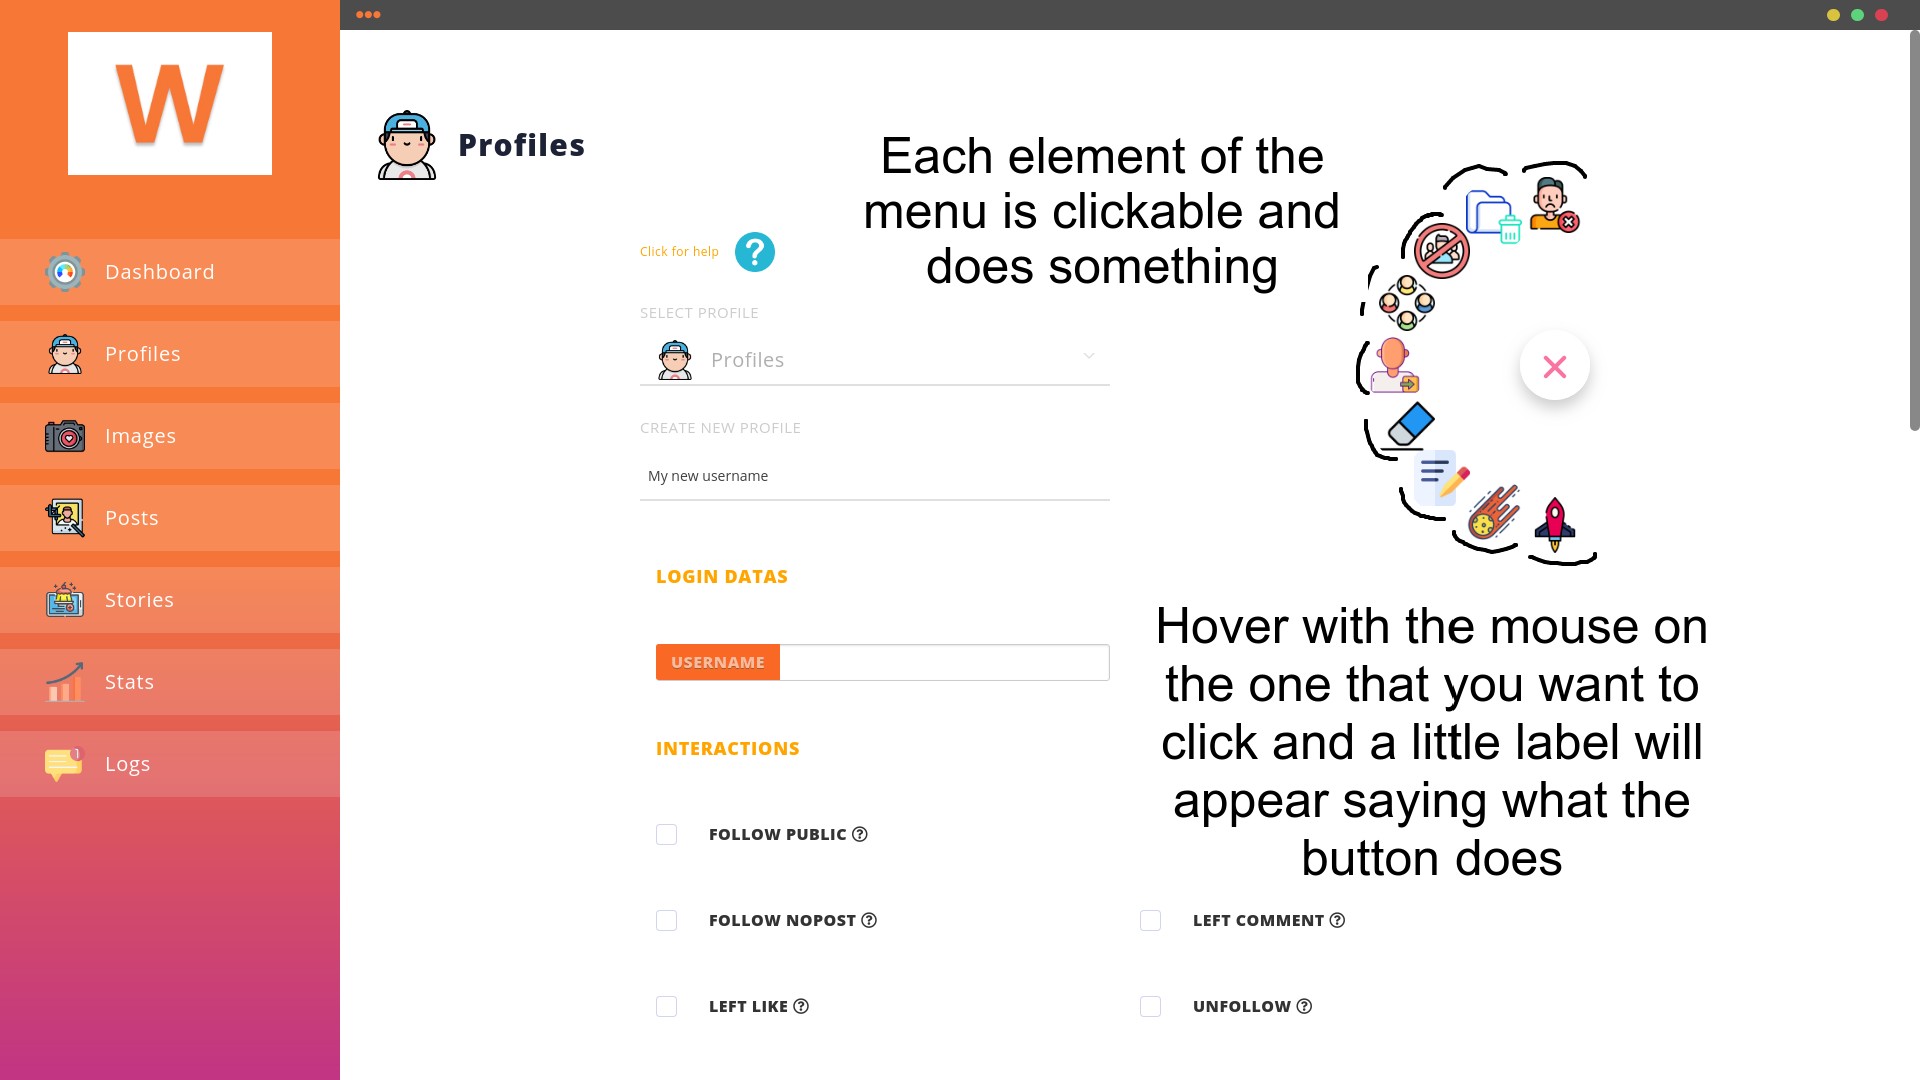 W
Dashboard
Profiles
Images
Posts
Stories
Stats
1
Logs
Profiles
Each element of the
menu is clickable and
does something
Click for help ?
SELECT PROFILE
Profiles
CREATE NEW PROFILE
My new username
LOGIN DATAS
USERNAME
Hover with the mouse on
the one that you want to
click and a little label will
appear saying what the
button does
INTERACTIONS
FOLLOW PUBLIC ?
FOLLOW NOPOST ?
LEFT COMMENT ?
LEFT LIKE ?
UNFOLLOW ?